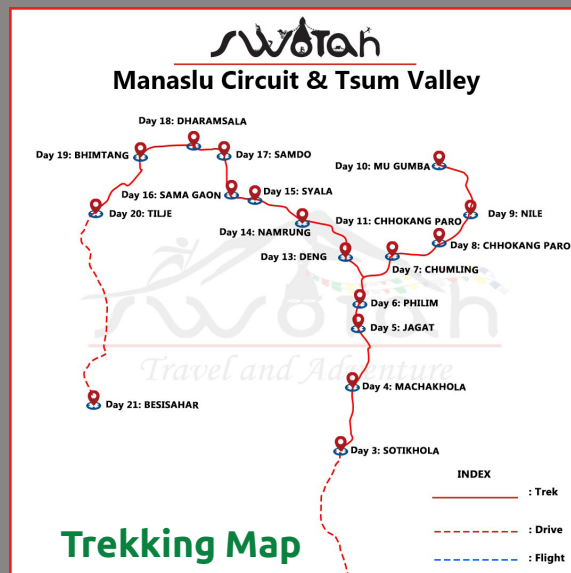 SWOTAH
Manaslu Circuit & Tsum Valley
Day 18: DHARAMSALA
Day 19: BHIMTANG
Day 17: SAMDO
Day 10: MU GUMBA
Day 16: SAMA GAON
Day 15: SYALA
Day 20: TILJE
Day 11: CHHOKANG PARO
Day 9: NILE
Day 14: NAMRUNG
Day 8: CHHOKANG PARO
Day 13: DENG
Day 7: CHUMLING
Day 6: PHILIM
swotah
Day 5: JAGAT
Travel and Adventure
Day 4: MACHAKHOLA
Day 21: BESISAHAR
Day 3: SOTIKHOLA
INDEX
: Trek
: Drive
: Flight
Trekking Map